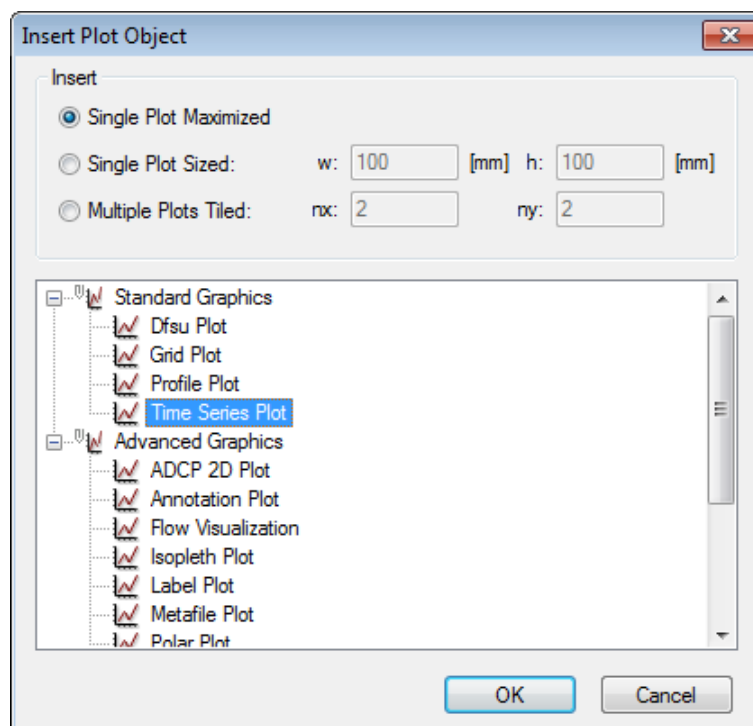 Insert Plot Object
Insert
Single Plot Maximized
Single Plot Sized: w: 100 [mm] h: 100 [mm]
Multiple Plots Tiled: nx: 2 ny: 2
Standard Graphics
Dfsu Plot
Grid Plot
Profile Plot
Time Series Plot
Advanced Graphics
ADCP 2D Plot
Annotation Plot
Flow Visualization
Isopleth Plot
Label Plot
Metafile Plot
Polar Plot
OK Cancel